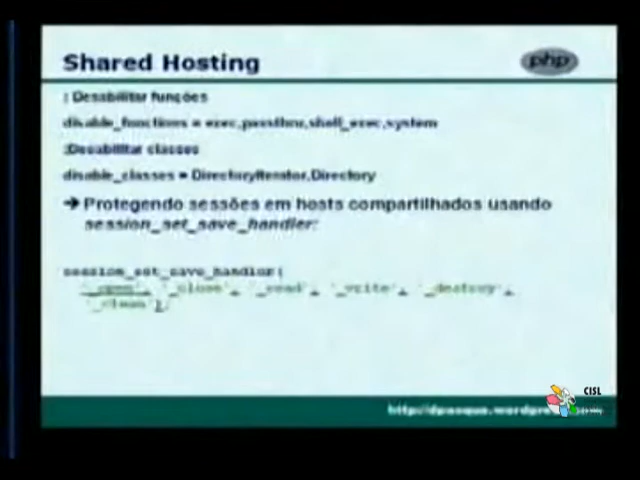 Shared Hosting
php
; Desabilitar funções
disable_functions = exec,passthru,shell_exec,system
;Desabilitar classes
disable_classes = DirectoryIterator,Directory
➔ Protegendo sessões em hosts compartilhados usando
session_set_save_handler:
session_set_save_handler(
'_open', '_close', '_read', '_write', '_destroy',
'_clean');
CISL